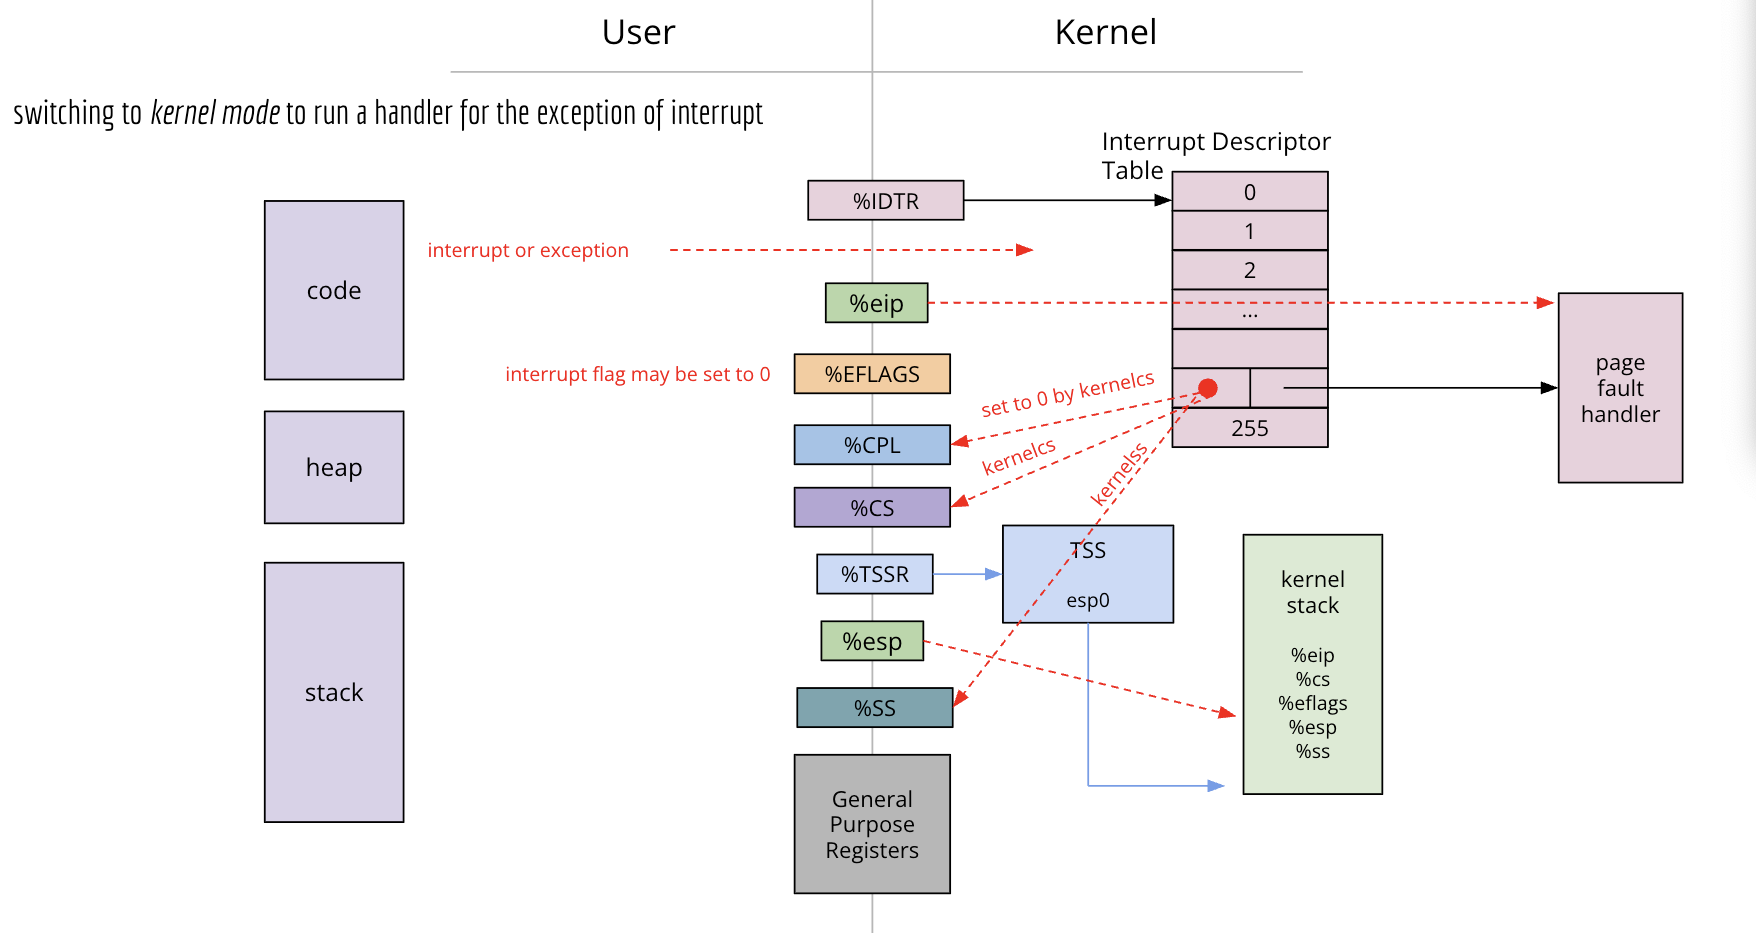 User
Kernel
switching to kernel mode to run a handler for the exception of interrupt
Interrupt Descriptor
Table
%IDTR
0
1
2
...
255
interrupt or exception
code
%eip
interrupt flag may be set to 0
%EFLAGS
set to 0 by kernelcs
%CPL
kernelcs
kernelss
%CS
heap
page
fault
handler
%TSSR
TSS
esp0
%esp
%SS
stack
kernel
stack
%eip
%cs
%eflags
%esp
%ss
General
Purpose
Registers